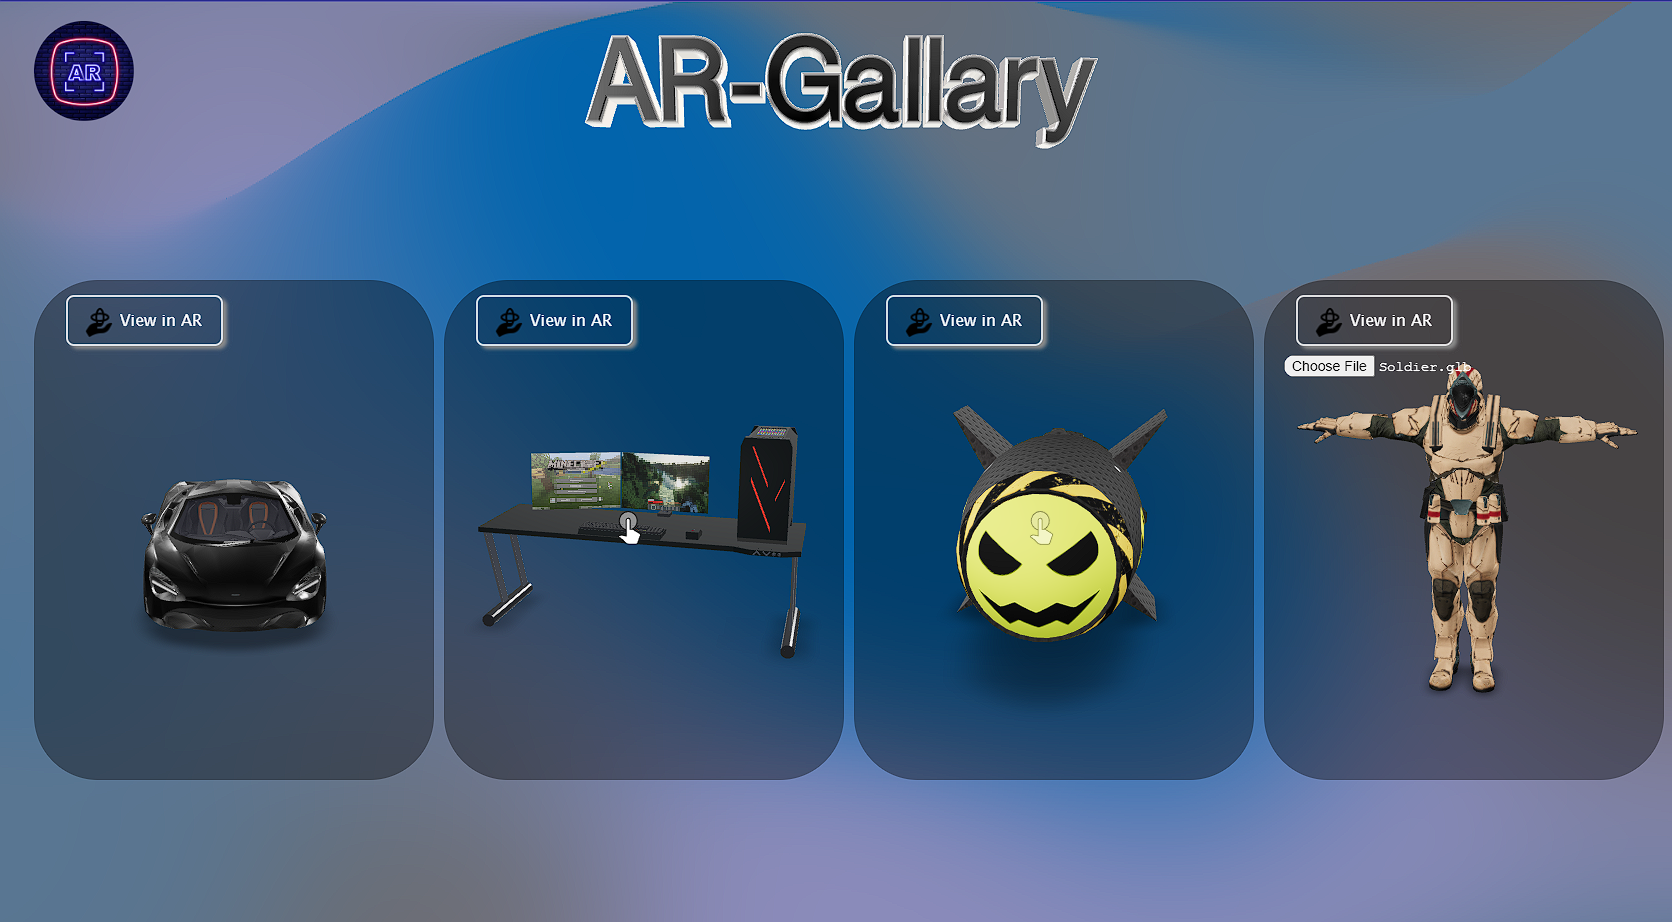 AR
AR-Gallary
View in AR
View in AR
View in AR
View in AR
Choose File Soldier.glb
MINECRAFT